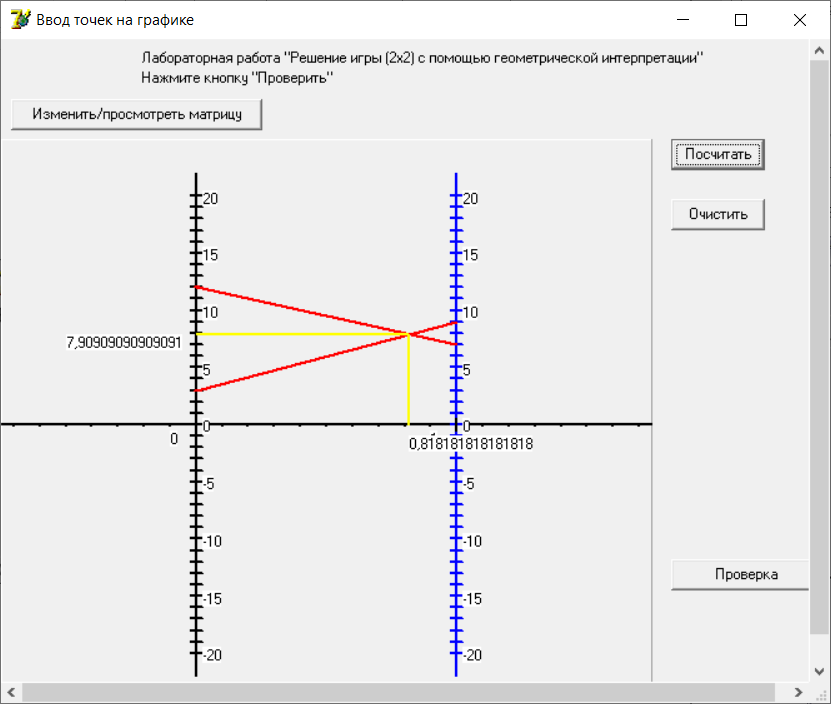 Ввод точек на графике
Лабораторная работа "Решение игры (2x2) с помощью геометрической интерпретации"
Нажмите кнопку "Проверить"
Изменить/просмотреть матрицу
Посчитать
Очистить
20 20
15 15
10 10
7,90909090909091
5 5
0 0
0
0,818181818181818
-5 -5
-10 -10
Проверка
-15 -15
-20 -20